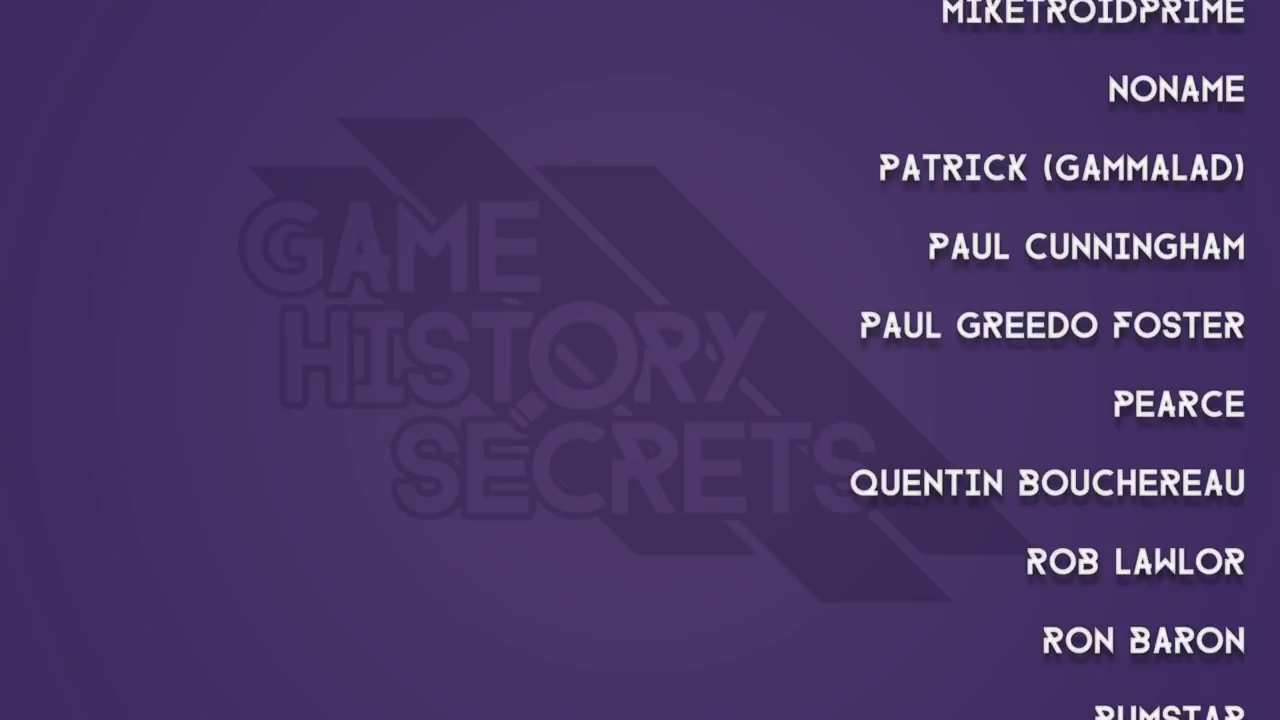 MIKETROIDPRIME
NONAME
PATRICK (GAMMALAD)
PAUL CUNNINGHAM
PAUL GREEDO FOSTER
PEARCE
QUENTIN BOUCHEREAU
ROB LAWLOR
RON BARON
RUMSTAR
GAME
HISTORY
SECRETS